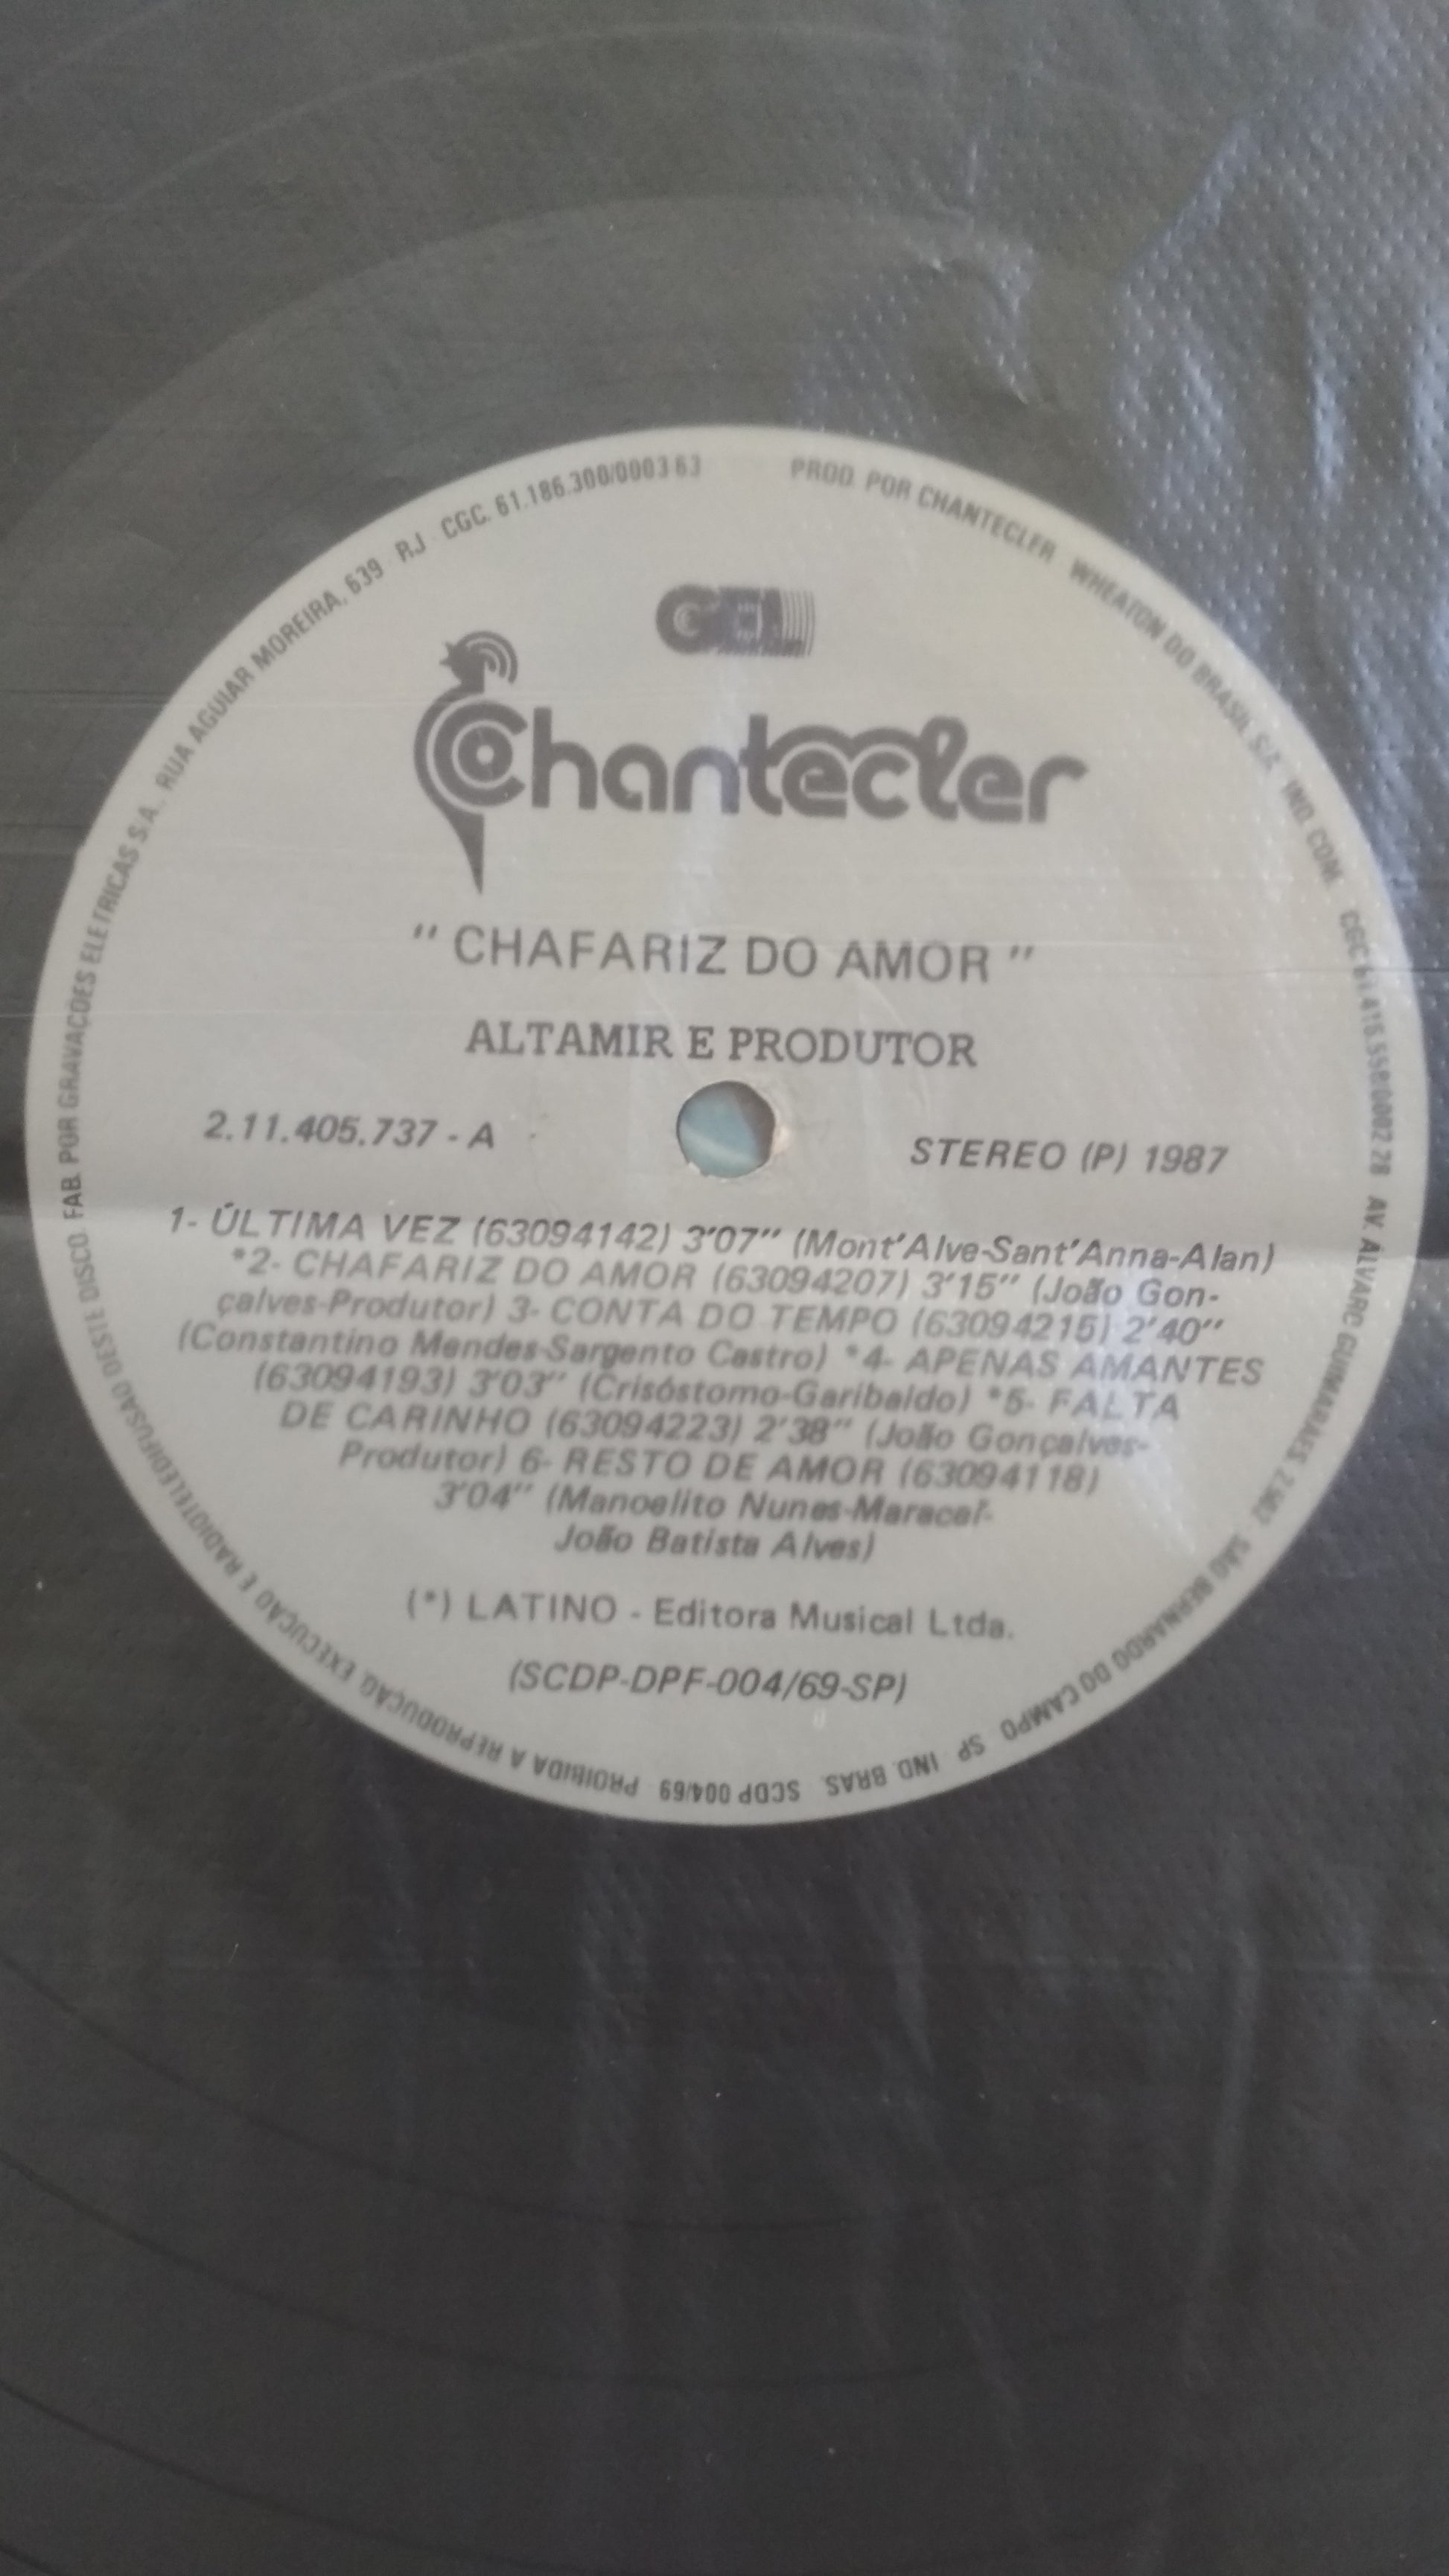 GEL
Chantecler
" CHAFARIZ DO AMOR "
ALTAMIR E PRODUTOR
2.11.405.737 - A
STEREO (P) 1987
1- ÚLTIMA VEZ (63094142) 3'07" (Mont'Alve-Sant'Anna-Alan)
*2- CHAFARIZ DO AMOR (63094207) 3'15" (João Gon-
çalves-Produtor) 3- CONTA DO TEMPO (63094215) 2'40"
(Constantino Mendes-Sargento Castro) *4- APENAS AMANTES
(63094193) 3'03" (Crisóstomo-Garibaldo) *5- FALTA
DE CARINHO (63094223) 2'38" (João Gonçalves-
Produtor) 6- RESTO DE AMOR (63094118)
3'04" (Manoelito Nunes-Maracaí-
João Batista Alves)
(*) LATINO - Editora Musical Ltda.
(SCDP-DPF-004/69-SP)
PROD. POR CHANTECLER WHEATON DO BRASIL S/A IND. COM. AV. ALVARO GUIMARAES, SÃO BERNARDO DO CAMPO SP IND. BRAS. SCDP 004/69 PROIBIDA A REPRODUÇÃO, EXECUÇÃO E RADIOTELEDIFUSÃO DESTE DISCO. FAB. POR GRAVAÇÕES ELETRICAS S/A. RUA AGUIAR MOREIRA, 639 RJ CGC. 61.186.300/000363